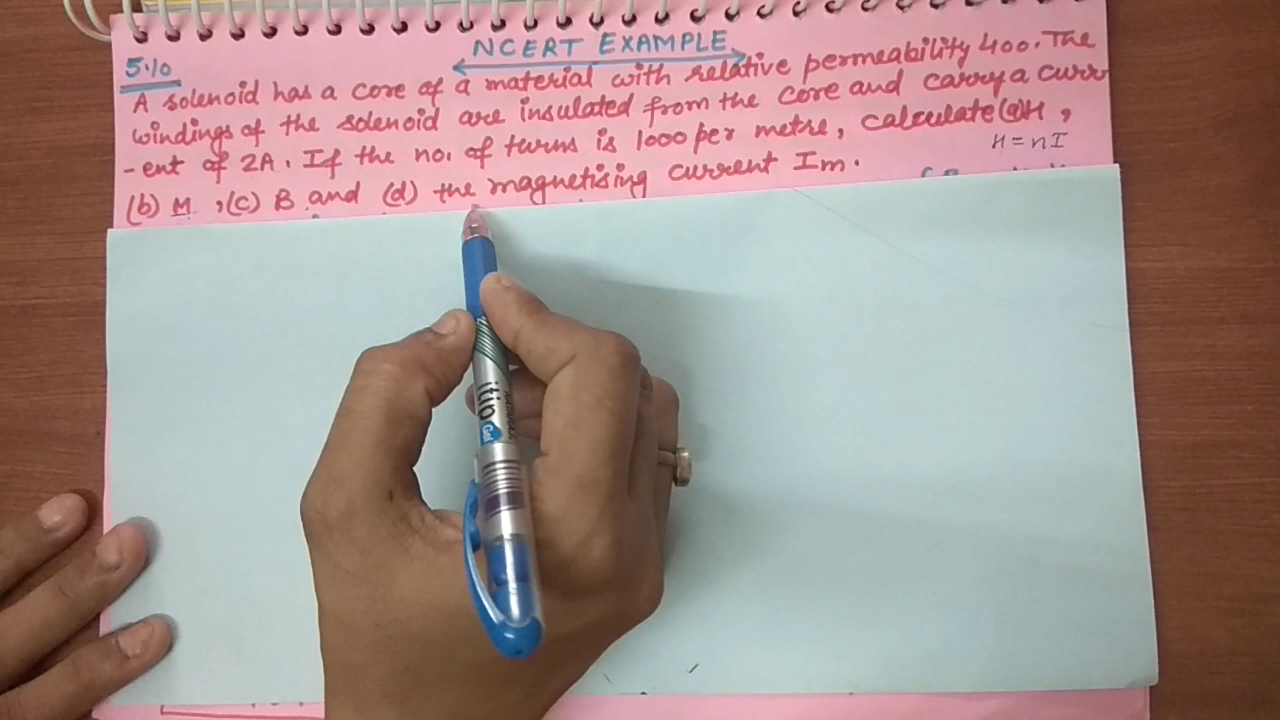 NCERT EXAMPLE
5.10
A solenoid has a core of a material with relative permeability 400. The
windings of the solenoid are insulated from the core and carry a curr
-ent of 2A. If the no. of turns is 1000 per metre, calculate (a) H,
H = nI
(b) M, (c) B and (d) the magnetising current Im.
itip
Gel